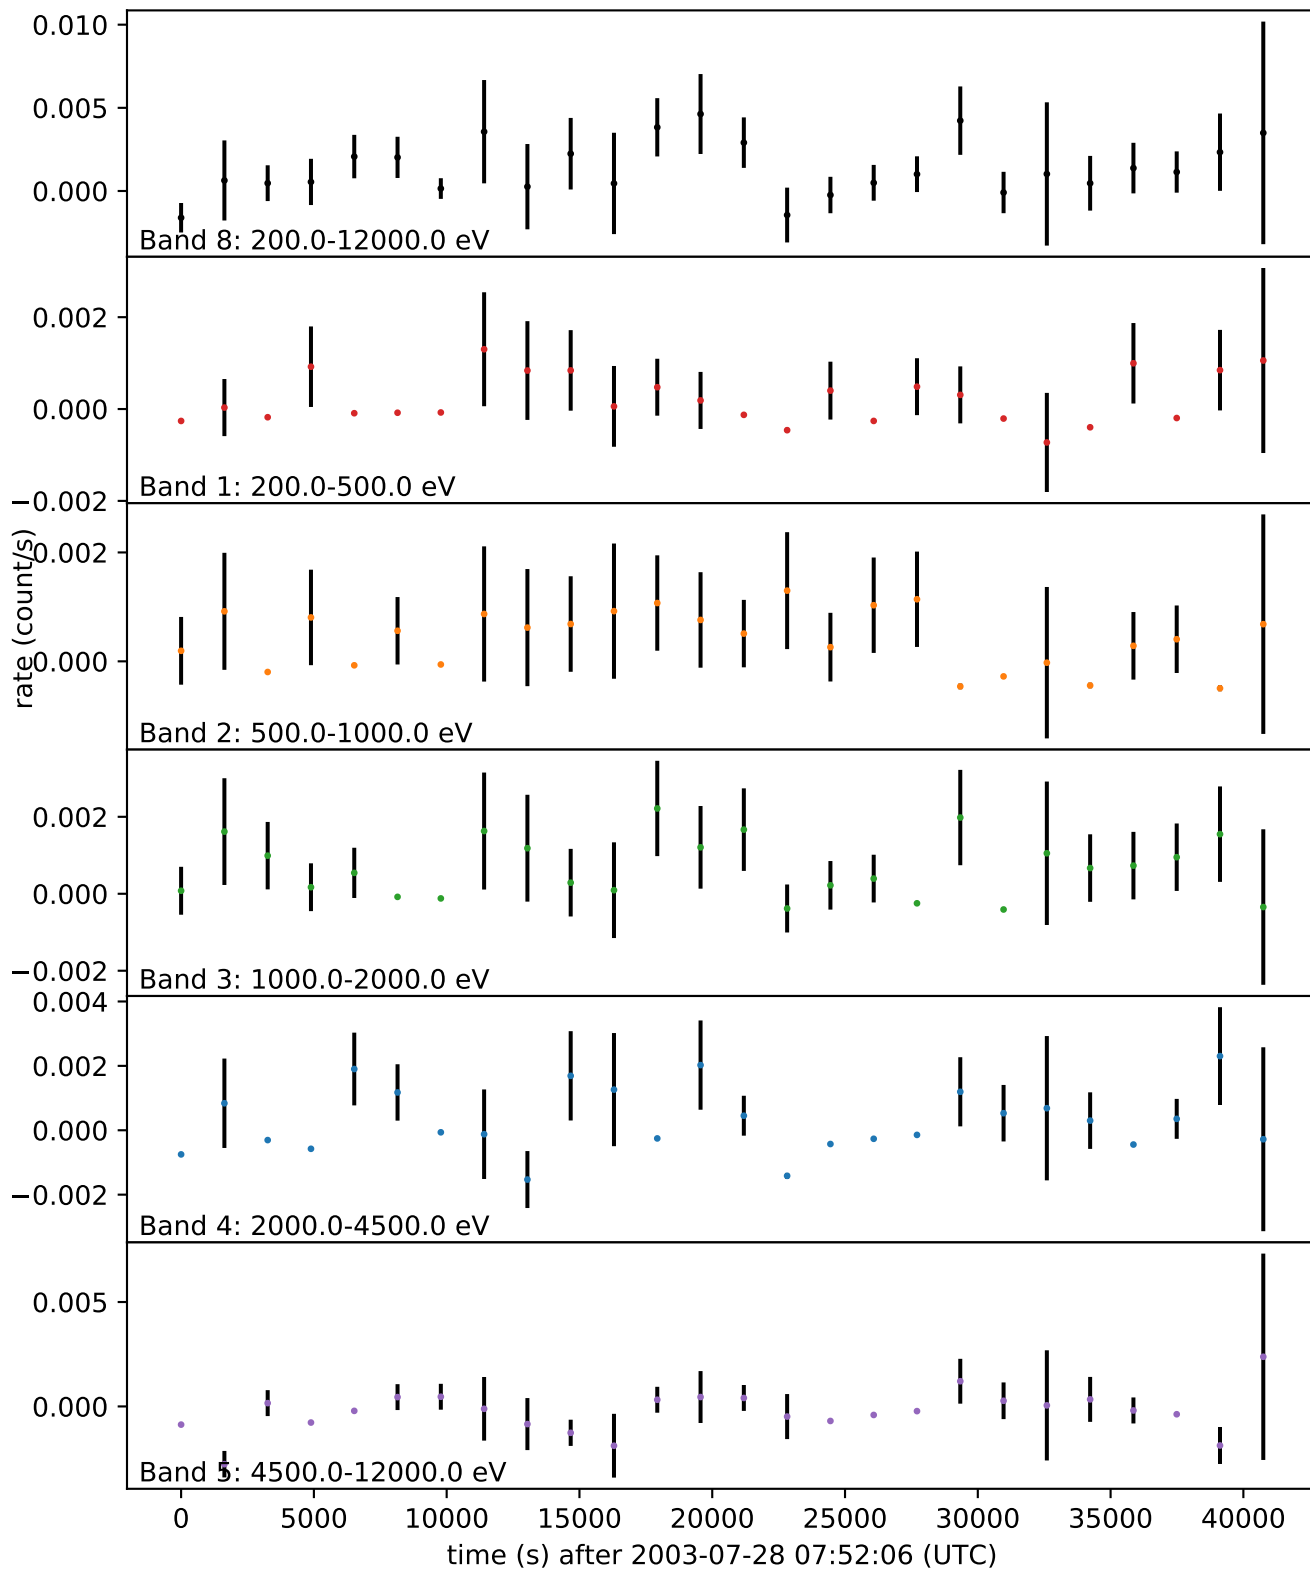 0.010
0.005
0.000
Band 8: 200.0-12000.0 eV
0.002
0.000
−0.002
Band 1: 200.0-500.0 eV
rate (count/s)
0.002
0.000
Band 2: 500.0-1000.0 eV
0.002
0.000
−0.002
Band 3: 1000.0-2000.0 eV
0.004
0.002
0.000
−0.002
Band 4: 2000.0-4500.0 eV
0.005
0.000
Band 5: 4500.0-12000.0 eV
0 5000 10000 15000 20000 25000 30000 35000 40000
time (s) after 2003-07-28 07:52:06 (UTC)